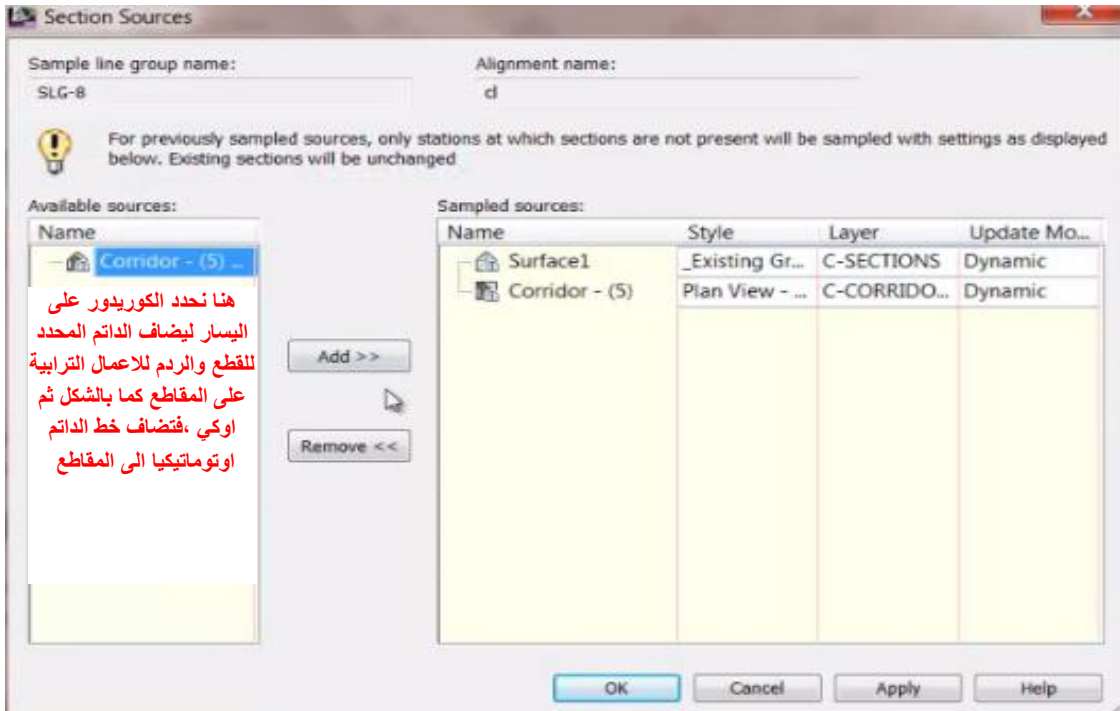 Section Sources
Sample line group name:
SLG-8
Alignment name:
cl
For previously sampled sources, only stations at which sections are not present will be sampled with settings as displayed
below. Existing sections will be unchanged
Available sources:
Name
Corridor - (5) ...
هنا نحدد الكوريدور على
اليسار ليضاف الداتم المحدد
للقطع والردم للاعمال الترابية
على المقاطع كما بالشكل ثم
اوكي ،فتضاف خط الداتم
اوتوماتيكيا الى المقاطع
Add >>
Remove <<
Sampled sources:
Name Style Layer Update Mo...
Surface1 _Existing Gr... C-SECTIONS Dynamic
Corridor - (5) Plan View - ... C-CORRIDO... Dynamic
OK Cancel Apply Help